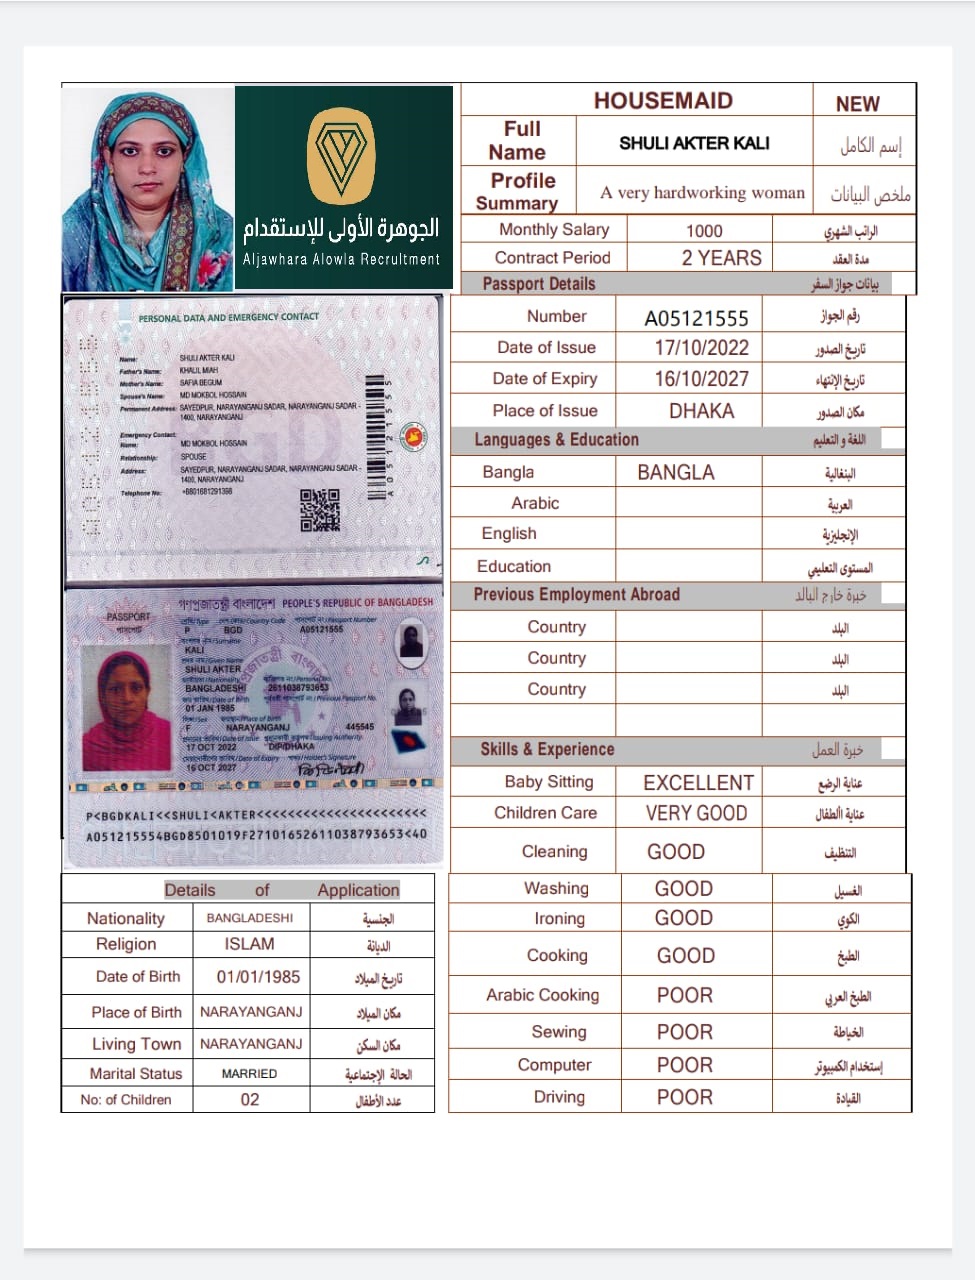 الجوهرة الأولى للإستقدام
Aljawhara Alowla Recruitment
HOUSEMAID NEW
Full Name SHULI AKTER KALI إسم الكامل
Profile Summary A very hardworking woman ملخص البيانات
Monthly Salary 1000 الراتب الشهري
Contract Period 2 YEARS مدة العقد
Passport Details بيانات جواز السفر
Number A05121555 رقم الجواز
Date of Issue 17/10/2022 تاريخ الصدور
Date of Expiry 16/10/2027 تاريخ الإنتهاء
Place of Issue DHAKA مكان الصدور
Languages & Education اللغة و التعليم
Bangla BANGLA البنغالية
Arabic العربية
English الإنجليزية
Education المستوى التعليمي
Previous Employment Abroad خبرة خارج البالد
Country البلد
Country البلد
Country البلد
Skills & Experience خبرة العمل
Baby Sitting EXCELLENT عناية الرضع
Children Care VERY GOOD عناية األطفال
Cleaning GOOD التنظيف
Washing GOOD الغسيل
Ironing GOOD الكوي
Cooking GOOD الطبخ
Arabic Cooking POOR الطبخ العربي
Sewing POOR الخياطة
Computer POOR إستخدام الكمبيوتر
Driving POOR القيادة
PERSONAL DATA AND EMERGENCY CONTACT
Name: SHULI AKTER KALI
Father's Name: KHALIL MIAH
Mother's Name: SAFIA BEGUM
Spouse's Name: MD MOKBOL HOSSAIN
Permanent Address: SAYEDPUR, NARAYANGANJ SADAR, NARAYANGANJ SADAR -
1400, NARAYANGANJ
Emergency Contact:
Name: MD MOKBOL HOSSAIN
Relationship: SPOUSE
Address: SAYEDPUR, NARAYANGANJ SADAR, NARAYANGANJ SADAR -
1400, NARAYANGANJ
Telephone No: +8801681291398
A05121555
গণপ্রজাতন্ত্রী বাংলাদেশ PEOPLE'S REPUBLIC OF BANGLADESH
PASSPORT
পাসপোর্ট
Type Country Code Passport Number
P BGD A05121555
Surname
KALI
Given Name
SHULI AKTER
Nationality Personal No.
BANGLADESHI 2611038793653
Date of Birth Previous Passport No.
01 JAN 1985
Sex Place of Birth
F NARAYANGANJ 445545
Date of Issue Issuing Authority
17 OCT 2022 DIP/DHAKA
Date of Expiry Holder's Signature
16 OCT 2027
P<BGDKALI<<SHULI<AKTER<<<<<<<<<<<<<<<<<<<<<<
A051215554BGD8501019F27101652611038793653<40
Details of Application
Nationality BANGLADESHI الجنسية
Religion ISLAM الديانة
Date of Birth 01/01/1985 تاريخ الميلاد
Place of Birth NARAYANGANJ مكان الميلاد
Living Town NARAYANGANJ مكان السكن
Marital Status MARRIED الحالة الإجتماعية
No: of Children 02 عدد الأطفال